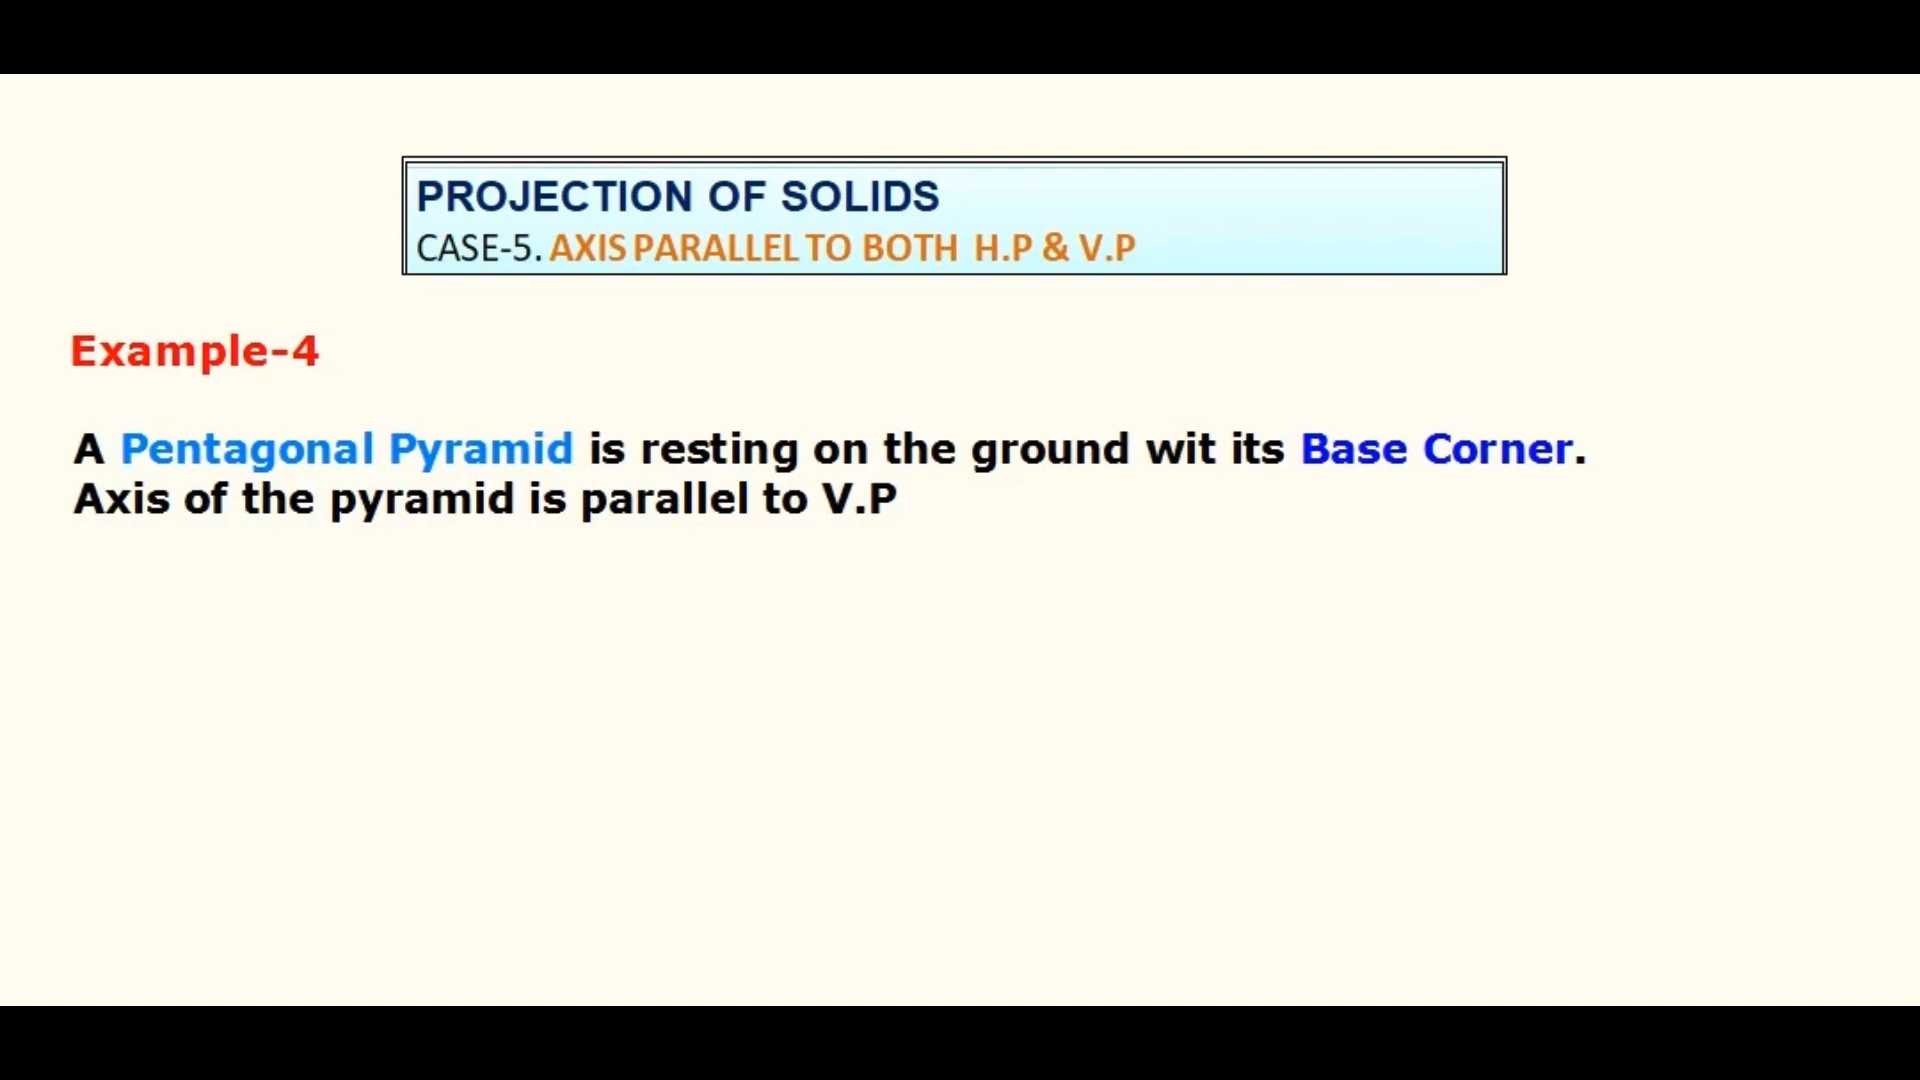 PROJECTION OF SOLIDS
CASE-5. AXIS PARALLEL TO BOTH H.P & V.P
Example-4
A Pentagonal Pyramid is resting on the ground wit its Base Corner.
Axis of the pyramid is parallel to V.P